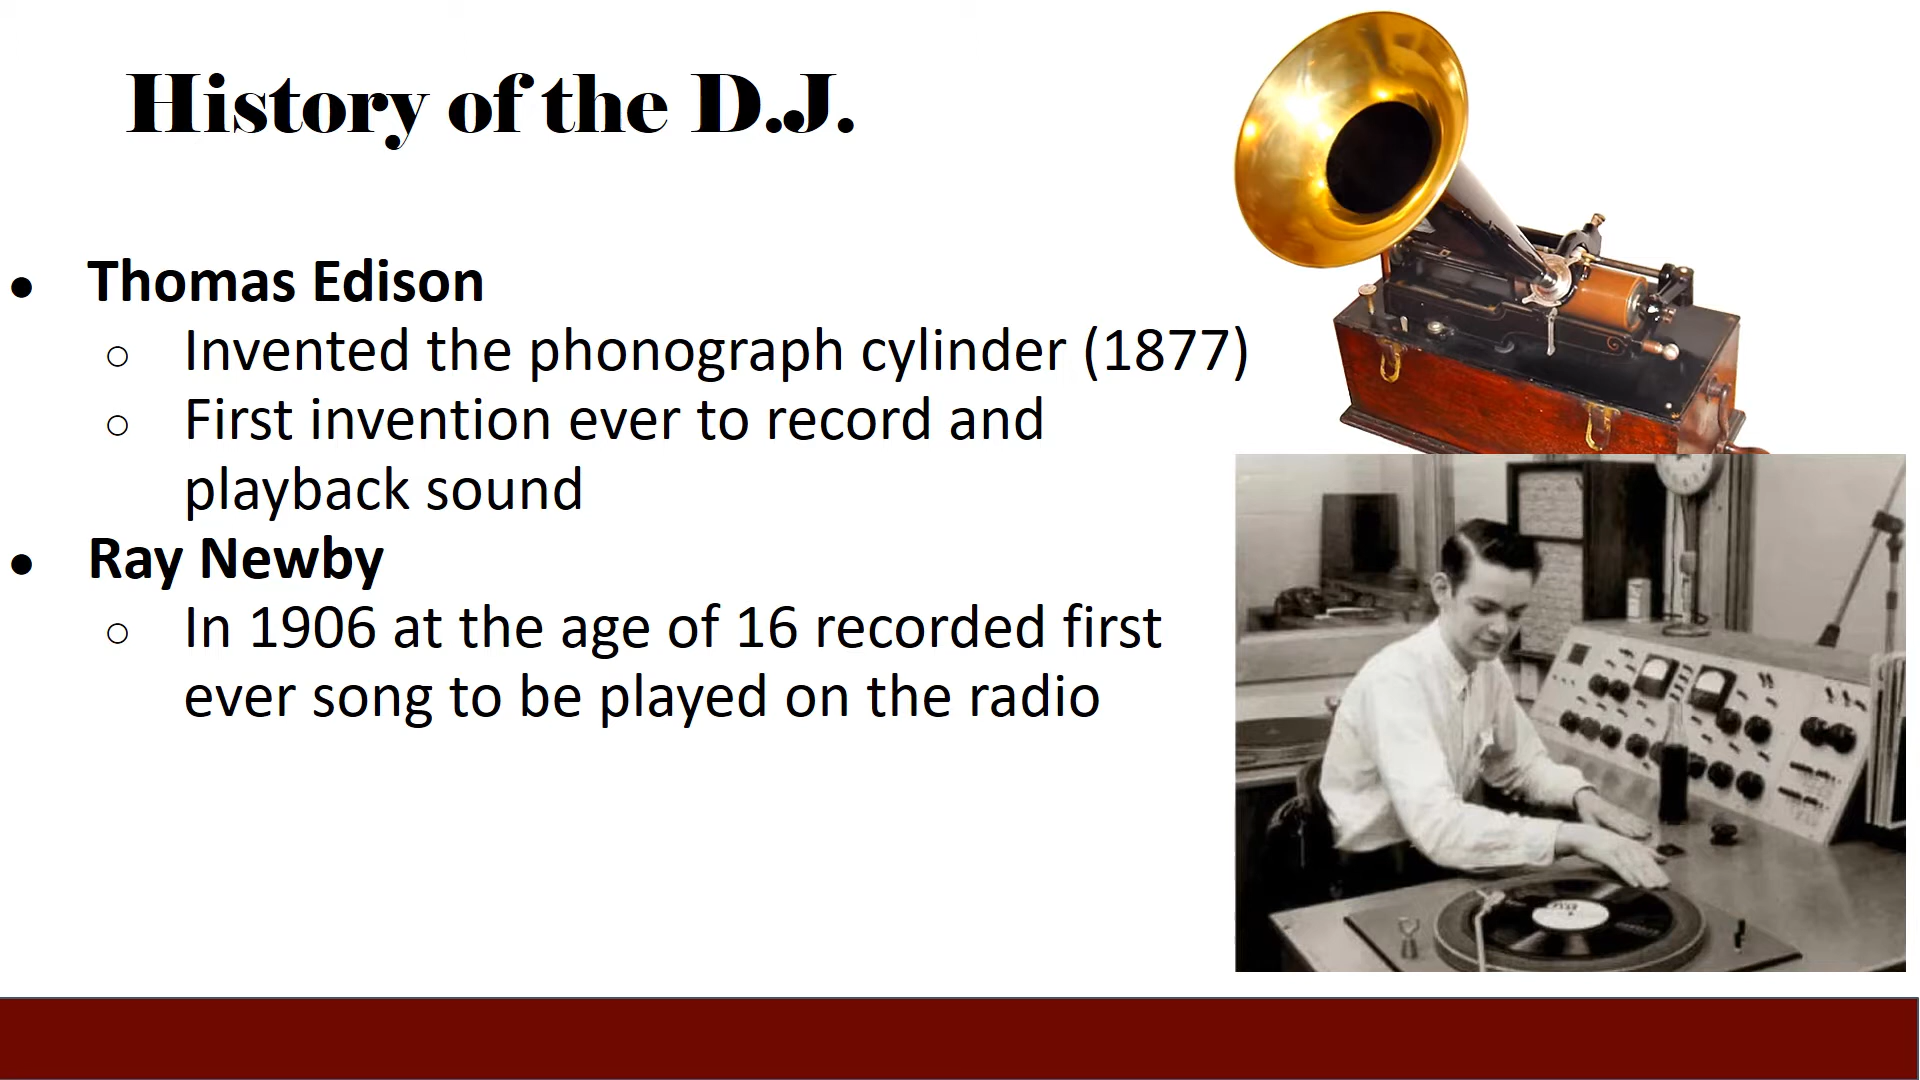 History of the D.J.
● Thomas Edison
○ Invented the phonograph cylinder (1877)
○ First invention ever to record and
playback sound
● Ray Newby
○ In 1906 at the age of 16 recorded first
ever song to be played on the radio